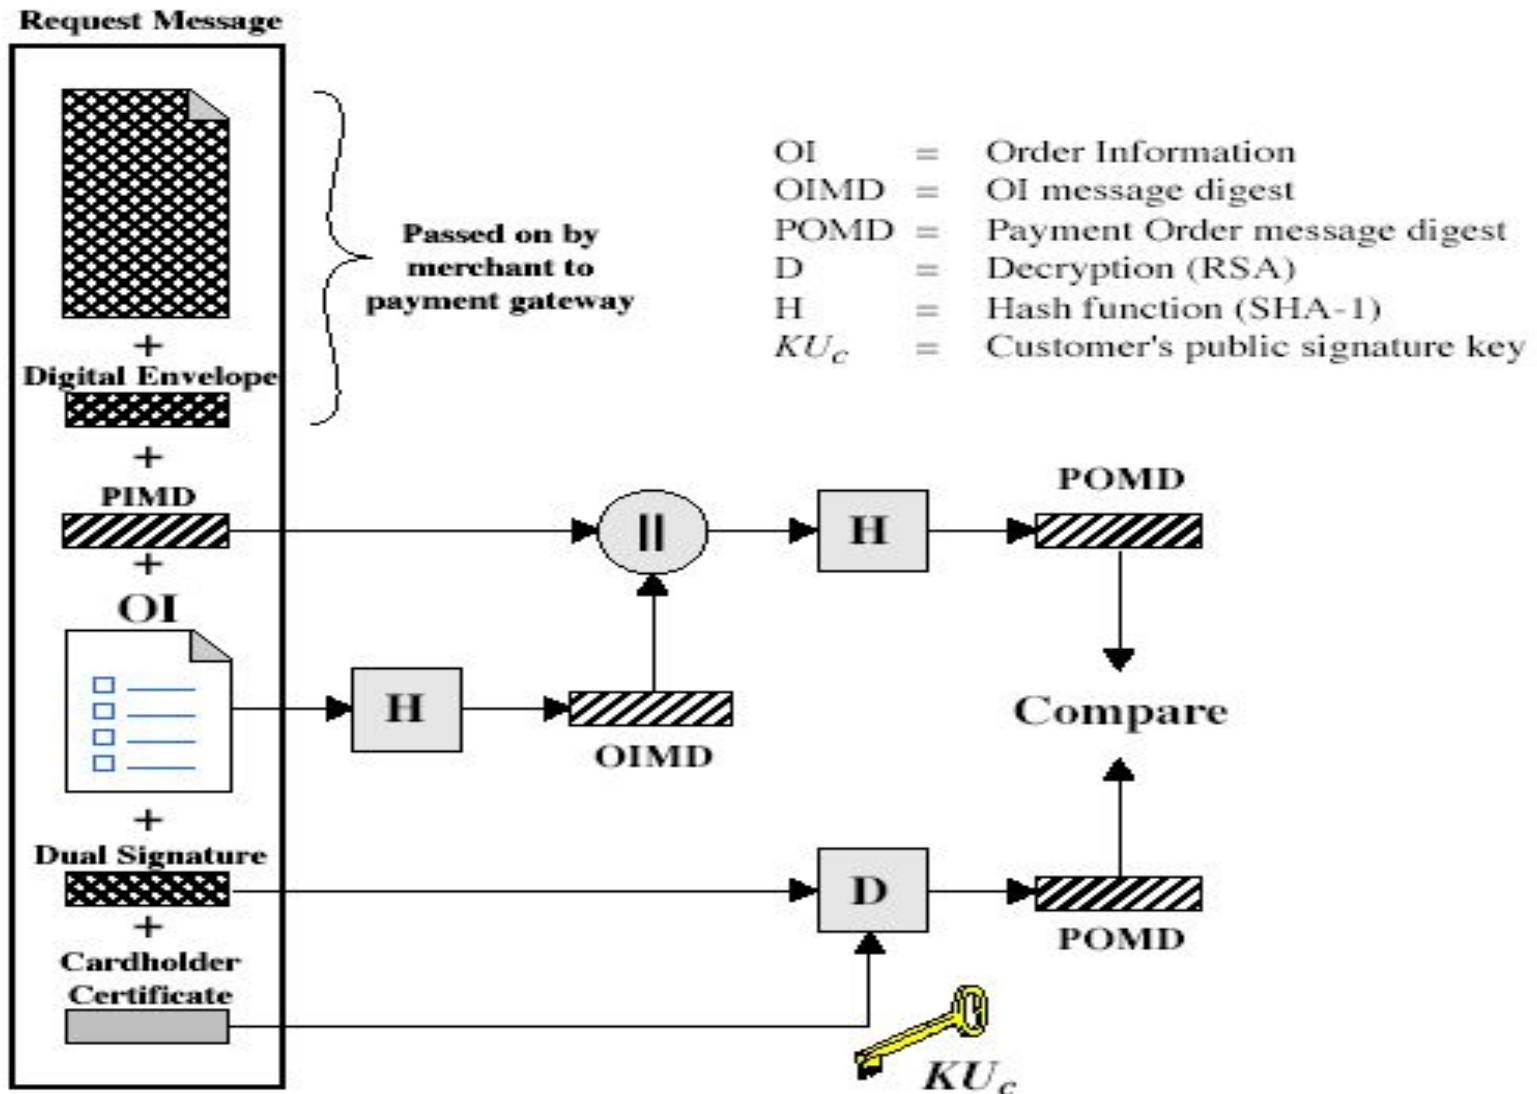 Request Message
OI = Order Information
OIMD = OI message digest
POMD = Payment Order message digest
D = Decryption (RSA)
H = Hash function (SHA-1)
KUc = Customer's public signature key
Passed on by
merchant to
payment gateway
+
Digital Envelope
+
PIMD
|| H POMD
+
OI
H
OIMD
Compare
+
Dual Signature
D
POMD
+
Cardholder
Certificate
KUc